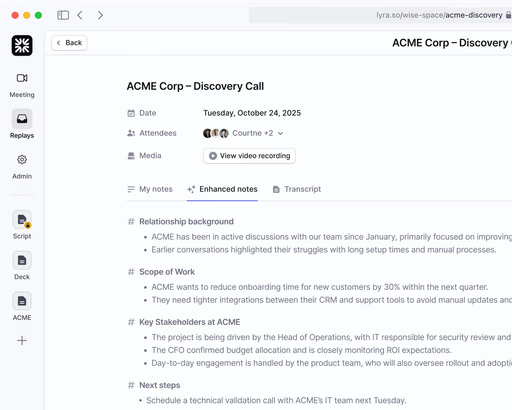 lyra.so/wise-space/acme-discovery
Back
ACME Corp – Discovery
Meeting
Replays
Admin
Script
Deck
ACME
ACME Corp – Discovery Call
Date Tuesday, October 24, 2025
Attendees Courtne +2
Media View video recording
My notes Enhanced notes Transcript
# Relationship background
• ACME has been in active discussions with our team since January, primarily focused on improving
• Earlier conversations highlighted their struggles with long setup times and manual processes.
# Scope of Work
• ACME wants to reduce onboarding time for new customers by 30% within the next quarter.
• They need tighter integrations between their CRM and support tools to avoid manual updates and
# Key Stakeholders at ACME
• The project is being driven by the Head of Operations, with IT responsible for security review and
• The CFO confirmed budget allocation and is closely monitoring ROI expectations.
• Day-to-day engagement is handled by the product team, who will also oversee rollout and
# Next steps
• Schedule a technical validation call with ACME's IT team next Tuesday.